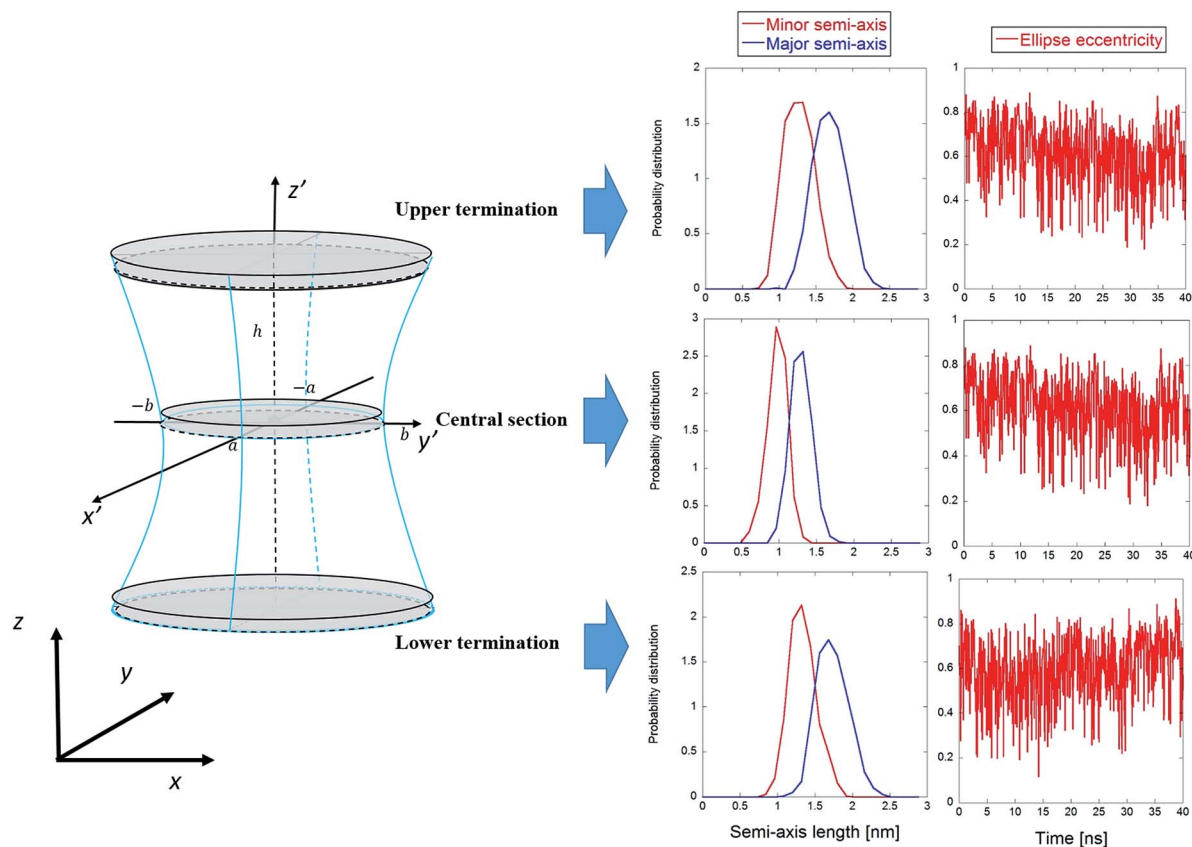 Minor semi-axis
Major semi-axis
Ellipse eccentricity
Upper termination
Probability distribution
2
1.5
1
0.5
0
0 0.5 1 1.5 2 2.5 3
1
0.8
0.6
0.4
0.2
0
0 5 10 15 20 25 30 35 40
z'
h
-a
-b
a
b
y'
x'
Central section
Probability distribution
3
2.5
2
1.5
1
0.5
0
0 0.5 1 1.5 2 2.5 3
1
0.8
0.6
0.4
0.2
0
0 5 10 15 20 25 30 35 40
Lower termination
Probability distribution
2.5
2
1.5
1
0.5
0
0 0.5 1 1.5 2 2.5 3
Semi-axis length [nm]
1
0.8
0.6
0.4
0.2
0
0 5 10 15 20 25 30 35 40
Time [ns]
z
y
x